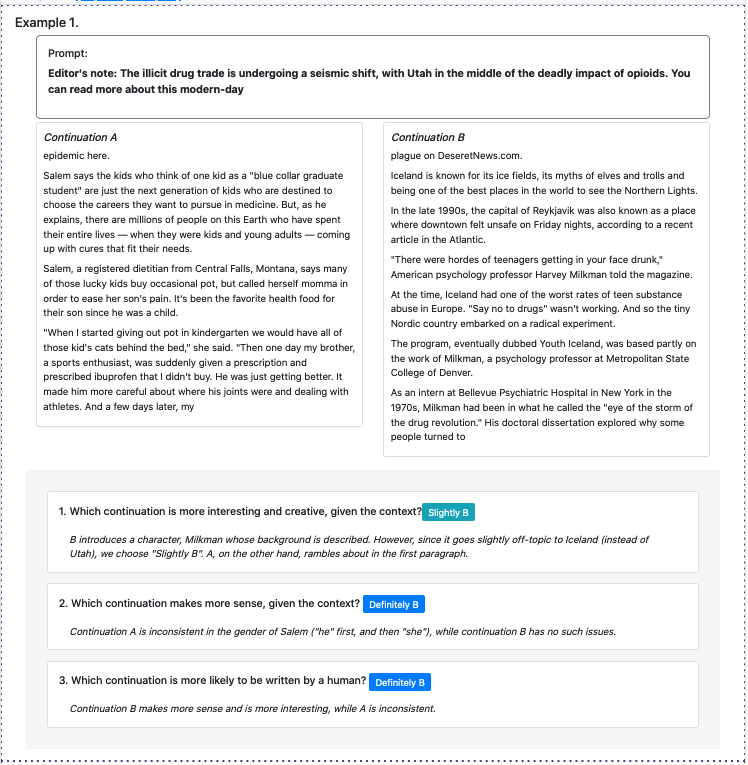 Example 1.
Prompt:
Editor's note: The illicit drug trade is undergoing a seismic shift, with Utah in the middle of the deadly impact of opioids. You
can read more about this modern-day
Continuation A
epidemic here.
Salem says the kids who think of one kid as a "blue collar graduate
student" are just the next generation of kids who are destined to
choose the careers they want to pursue in medicine. But, as he
explains, there are millions of people on this Earth who have spent
their entire lives — when they were kids and young adults — coming
up with cures that fit their needs.
Salem, a registered dietitian from Central Falls, Montana, says many
of those lucky kids buy occasional pot, but called herself momma in
order to ease her son's pain. It's been the favorite health food for
their son since he was a child.
"When I started giving out pot in kindergarten we would have all of
those kid's cats behind the bed," she said. "Then one day my brother,
a sports enthusiast, was suddenly given a prescription and
prescribed ibuprofen that I didn't buy. He was just getting better. It
made him more careful about where his joints were and dealing with
athletes. And a few days later, my
Continuation B
plague on DeseretNews.com.
Iceland is known for its ice fields, its myths of elves and trolls and
being one of the best places in the world to see the Northern Lights.
In the late 1990s, the capital of Reykjavik was also known as a place
where downtown felt unsafe on Friday nights, according to a recent
article in the Atlantic.
"There were hordes of teenagers getting in your face drunk,"
American psychology professor Harvey Milkman told the magazine.
At the time, Iceland had one of the worst rates of teen substance
abuse in Europe. "Say no to drugs" wasn't working. And so the tiny
Nordic country embarked on a radical experiment.
The program, eventually dubbed Youth Iceland, was based partly on
the work of Milkman, a psychology professor at Metropolitan State
College of Denver.
As an intern at Bellevue Psychiatric Hospital in New York in the
1970s, Milkman had been in what he called the "eye of the storm of
the drug revolution." His doctoral dissertation explored why some
people turned to
1. Which continuation is more interesting and creative, given the context? Slightly B
B introduces a character, Milkman whose background is described. However, since it goes slightly off-topic to Iceland (instead of
Utah), we choose "Slightly B". A, on the other hand, rambles about in the first paragraph.
2. Which continuation makes more sense, given the context? Definitely B
Continuation A is inconsistent in the gender of Salem ("he" first, and then "she"), while continuation B has no such issues.
3. Which continuation is more likely to be written by a human? Definitely B
Continuation B makes more sense and is more interesting, while A is inconsistent.